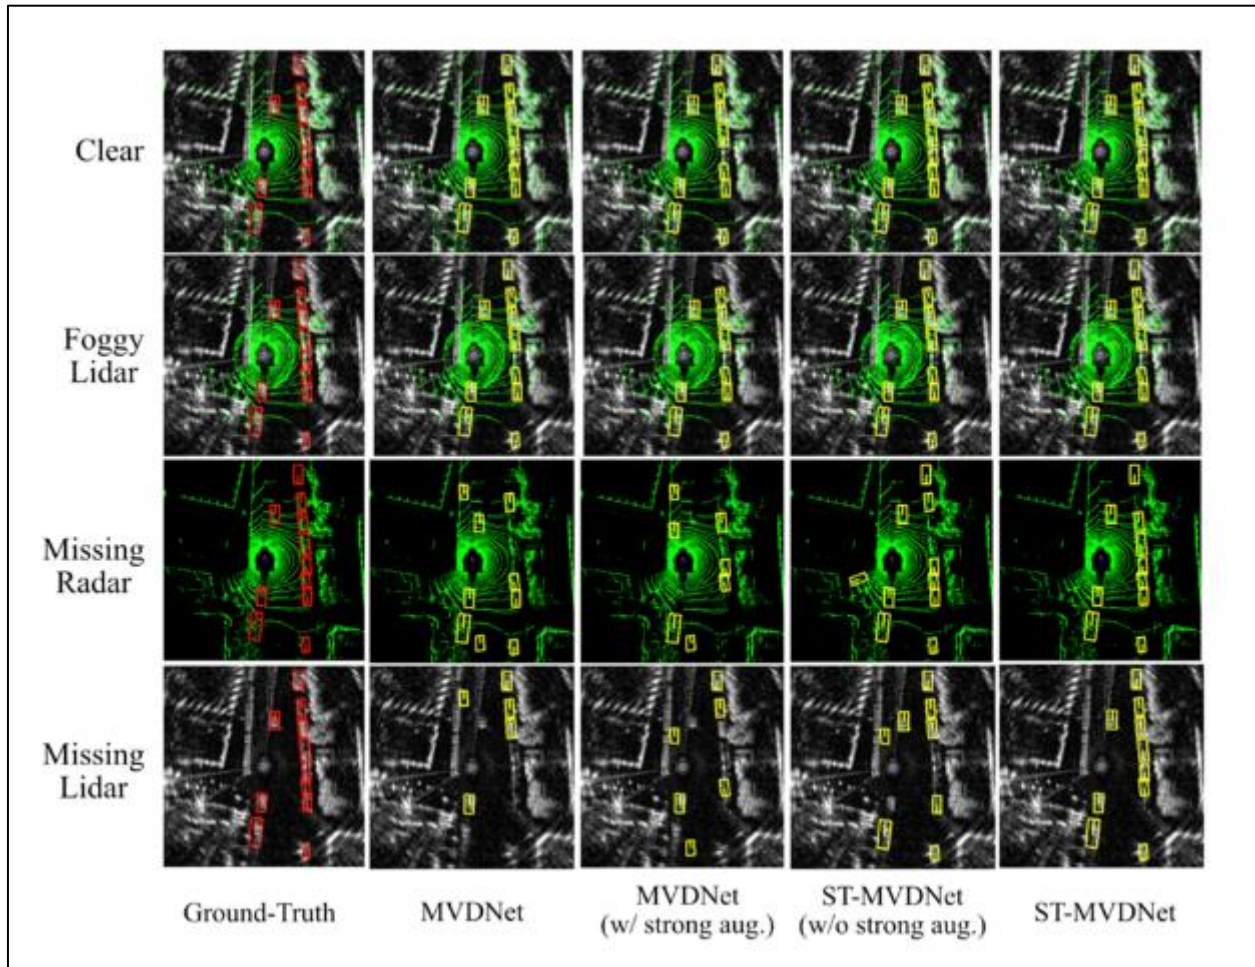 Clear
Foggy
Lidar
Missing
Radar
Missing
Lidar
Ground-Truth
MVDNet
MVDNet
(w/ strong aug.)
ST-MVDNet
(w/o strong aug.)
ST-MVDNet